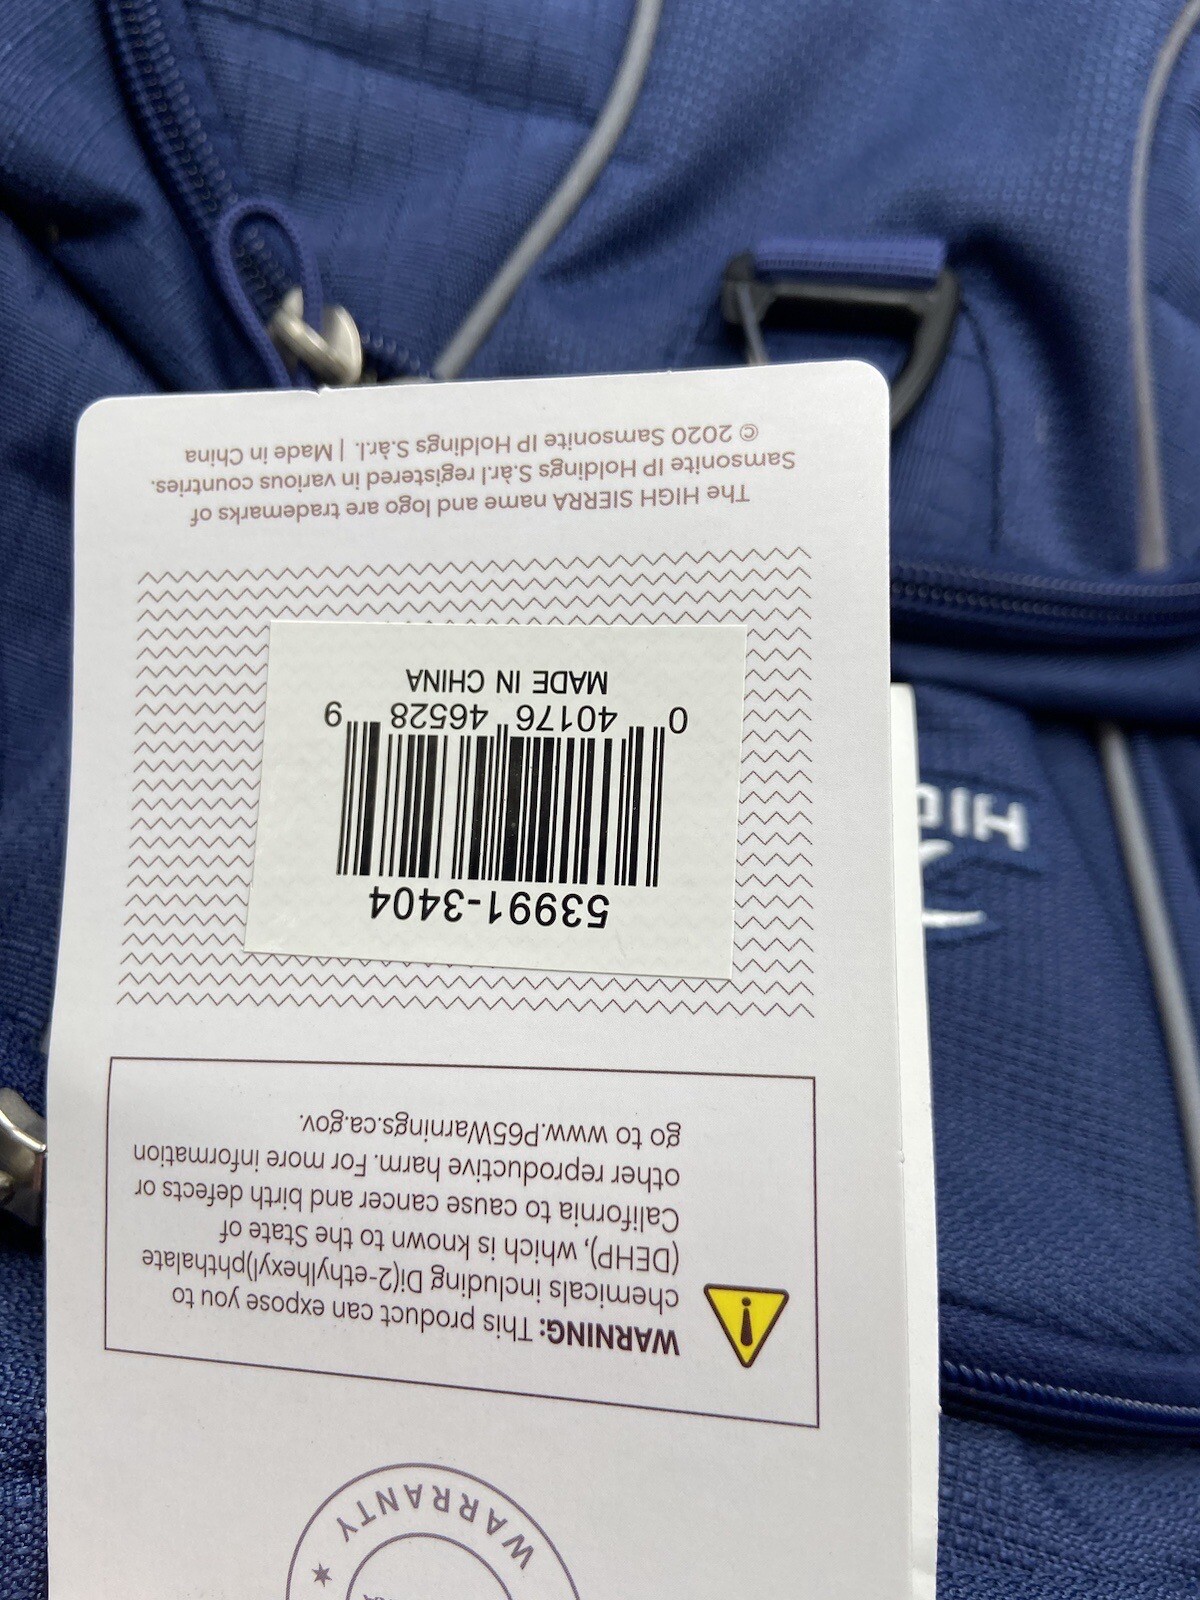 WARRANTY
WARNING: This product can expose you to
chemicals including Di(2-ethylhexyl)phthalate
(DEHP), which is known to the State of
California to cause cancer and birth defects or
other reproductive harm. For more information
go to www.P65Warnings.ca.gov.
53991-3404
0 40176 46528 9
MADE IN CHINA
The HIGH SIERRA name and logo are trademarks of
Samsonite IP Holdings S.àr.l registered in various countries.
© 2020 Samsonite IP Holdings S.àr.l. | Made in China
HIG